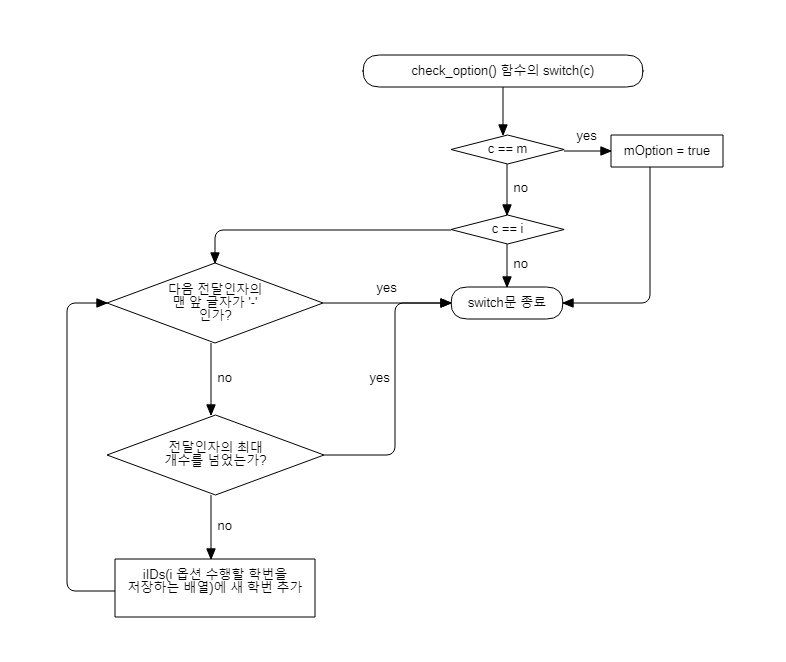 check_option() 함수의 switch(c)
c == m
yes
mOption = true
no
c == i
no
다음 전달인자의
맨 앞 글자가 '-'
인가?
yes
switch문 종료
no
yes
전달인자의 최대
개수를 넘었는가?
no
iIDs(i 옵션 수행할 학번을
저장하는 배열)에 새 학번 추가